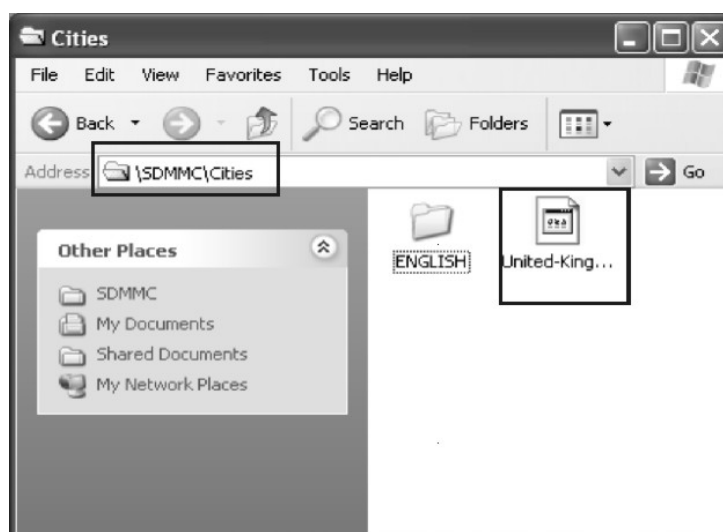 Cities
File Edit View Favorites Tools Help
Back Search Folders
Address \SDMMC\Cities Go
Other Places
SDMMC
My Documents
Shared Documents
My Network Places
ENGLISH United-King...